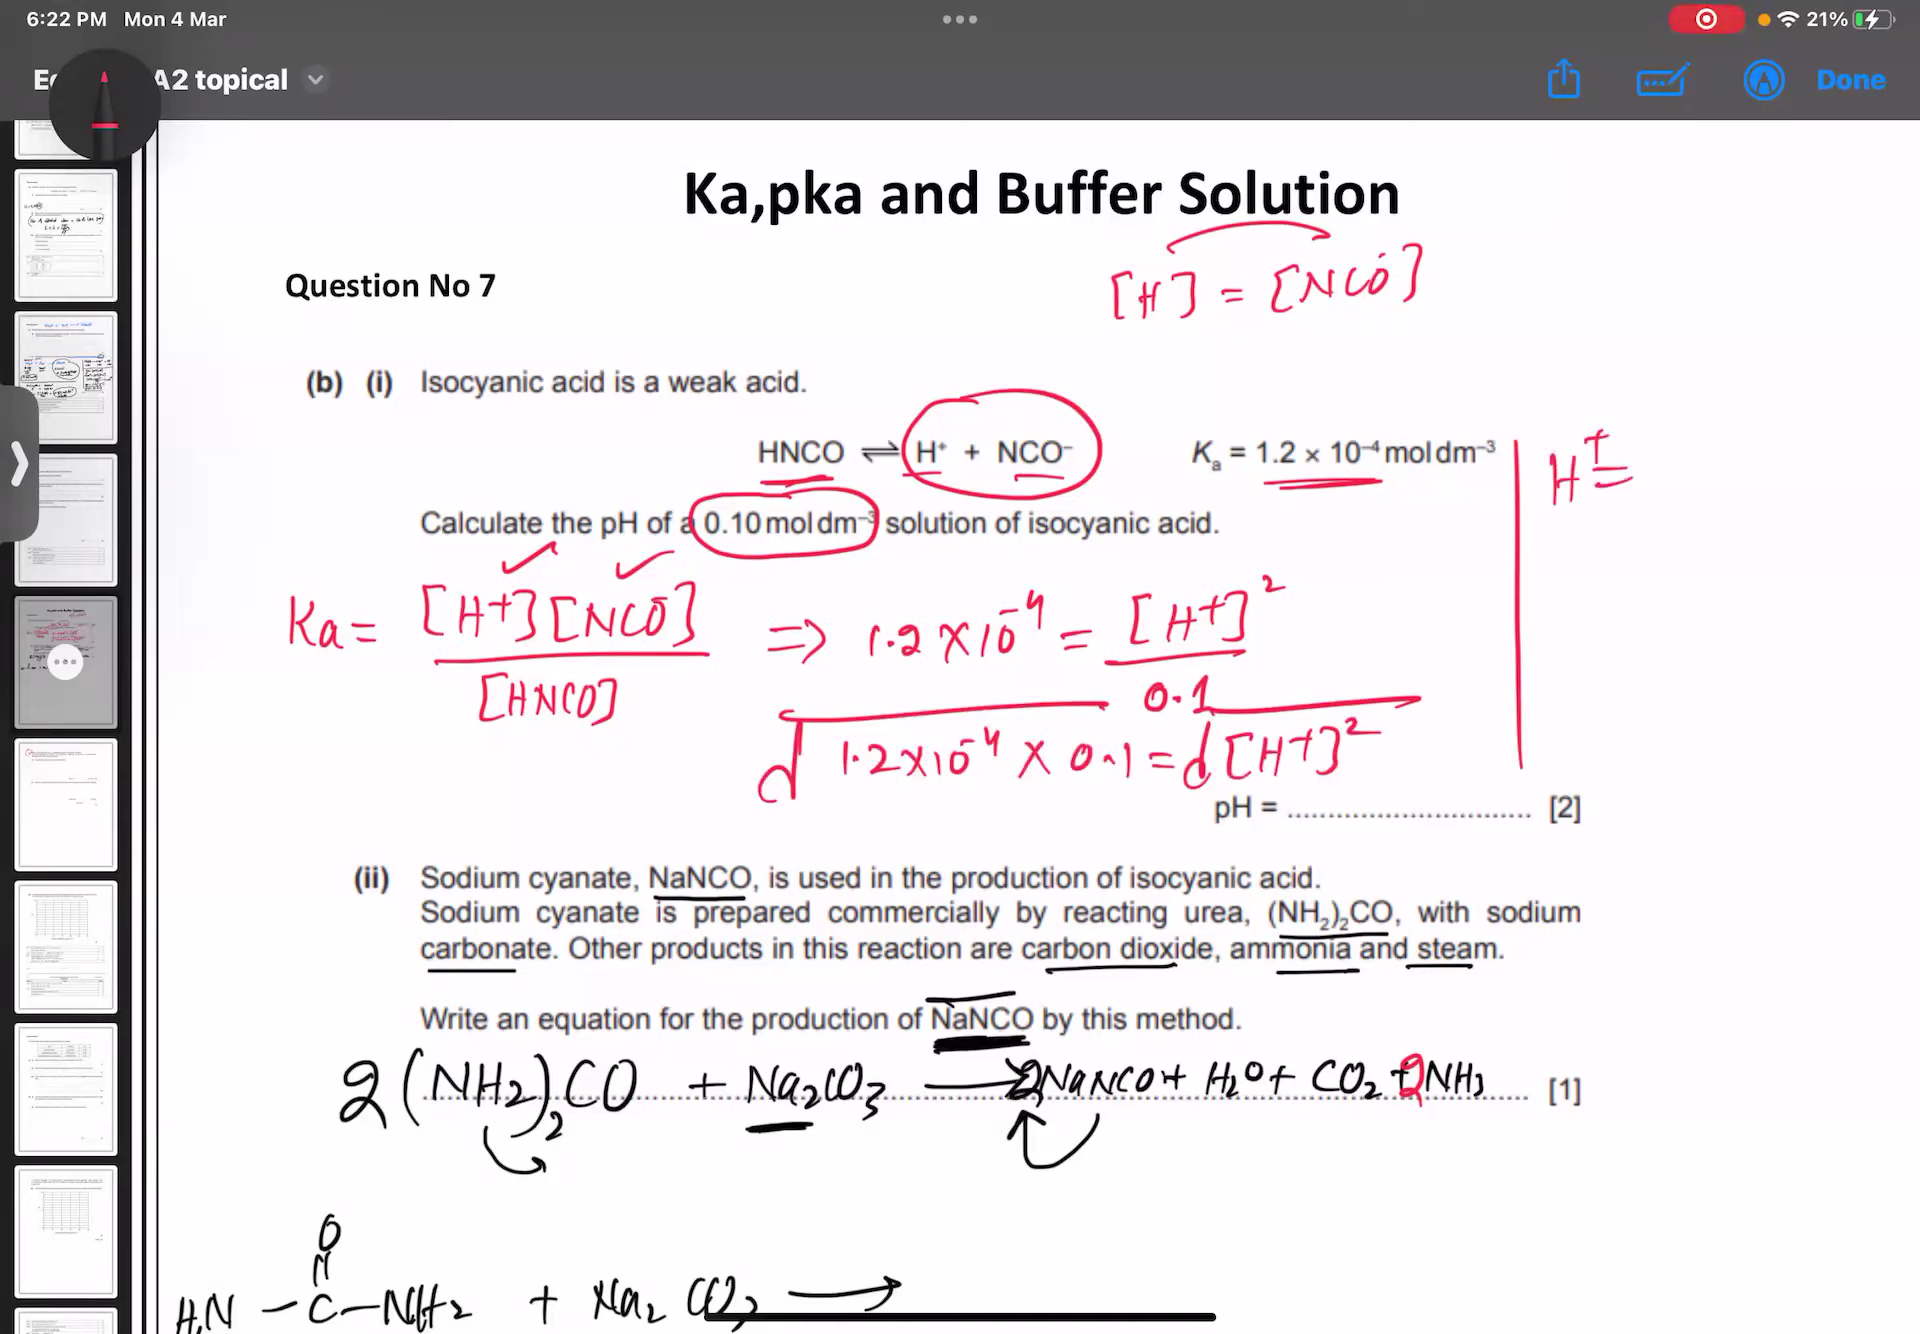 6:22 PM Mon 4 Mar
21%
A2 topical
Done
Ka,pka and Buffer Solution
[H] = [NCO]
Question No 7
(b) (i) Isocyanic acid is a weak acid.
HNCO ⇌ H⁺ + NCO⁻ Kₐ = 1.2 × 10⁻⁴ mol dm⁻³
H⁺ =
Calculate the pH of a 0.10 mol dm⁻³ solution of isocyanic acid.
Ka = [H+][NCO⁻] / [HNCO] => 1.2×10⁻⁴ = [H+]² / 0.1
√1.2×10⁻⁴ × 0.1 = √[H+]²
pH = .............................. [2]
(ii) Sodium cyanate, NaNCO, is used in the production of isocyanic acid.
Sodium cyanate is prepared commercially by reacting urea, (NH₂)₂CO, with sodium
carbonate. Other products in this reaction are carbon dioxide, ammonia and steam.
Write an equation for the production of NaNCO by this method.
2(NH2)₂CO + Na₂CO₃ → 2NaNCO + H₂O + CO₂ + 2NH₃ [1]
O
H₂N – C – NH₂ + Na₂CO₃ →